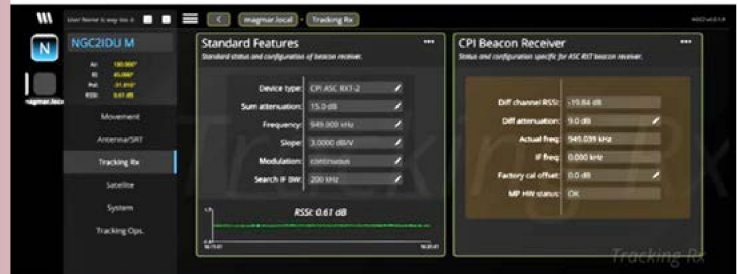 User Name is way too li
magmar.local
Tracking Rx
N
NGC2IDU M
Az: 180.000°
El: 45.000°
Pol: -31.810°
RSSI: 0.61 dB
magmar.loc
Movement
Antenna/SRT
Tracking Rx
Satellite
System
Tracking Ops.
Standard Features
Standard status and configuration of beacon receiver.
Device type: CPI ASC RXT-2
Sum attenuation: 15.0 dB
Frequency: 949.000 kHz
Slope: 3.0000 dB/V
Modulation: continuous
Search IF BW: 200 kHz
RSSI: 0.61 dB
CPI Beacon Receiver
Status and configuration specific for ASC RXT beacon receiver.
Diff channel RSSI: -19.84 dB
Diff attenuation: 9.0 dB
Actual freq: 949.039 kHz
IF freq: 0.000 kHz
Factory cal offset: 0.0 dB
MP HW status: OK
Tracking Rx